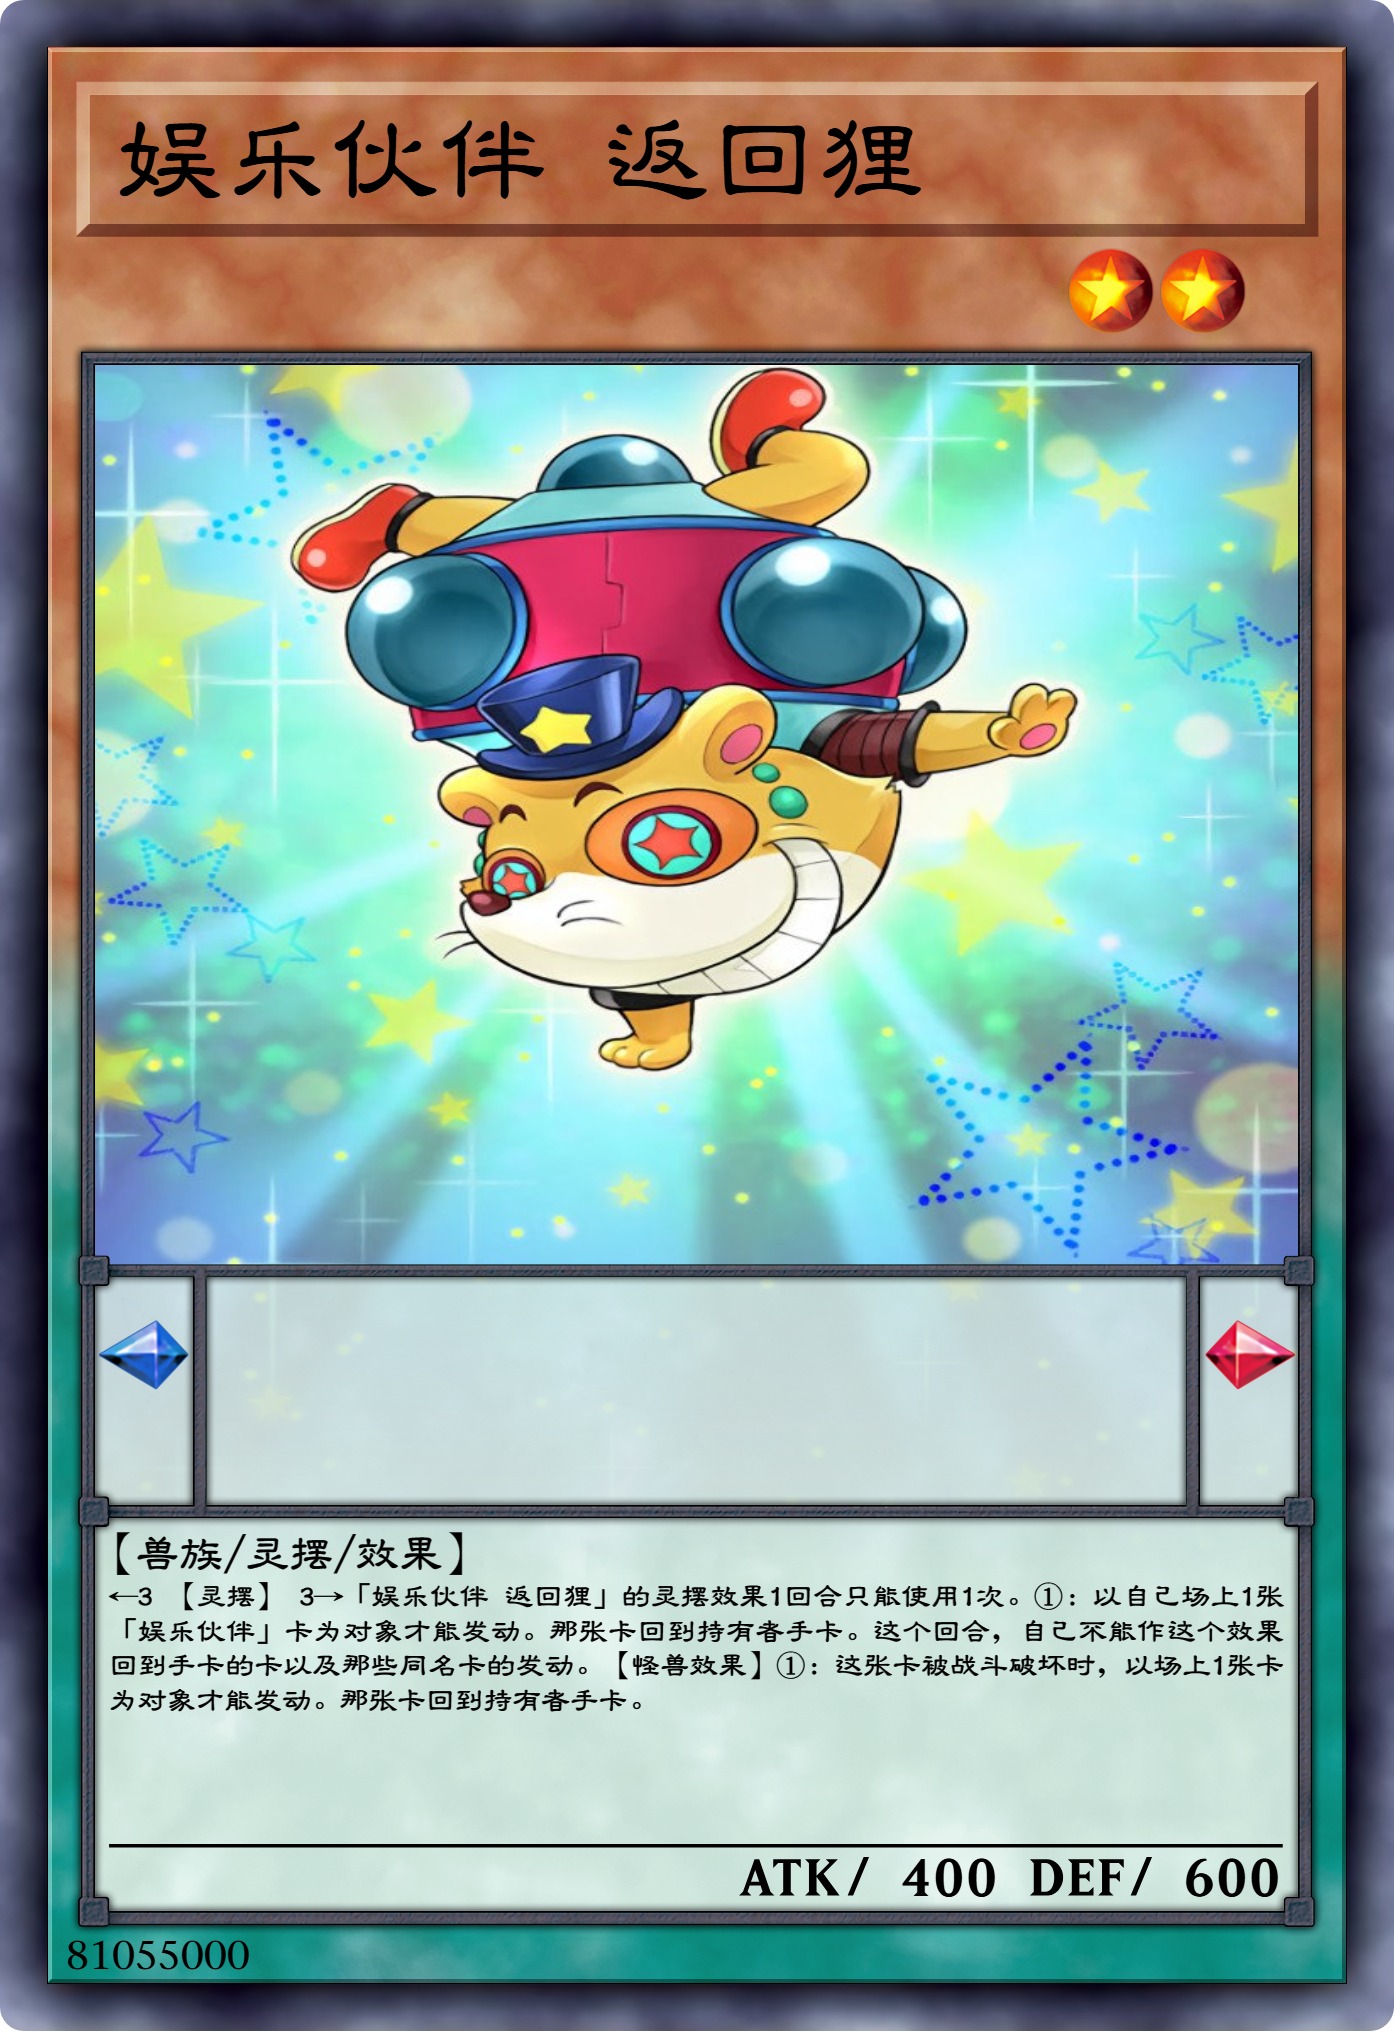 娱乐伙伴 返回狸
【兽族/灵摆/效果】
←3 【灵摆】 3→「娱乐伙伴 返回狸」的灵摆效果1回合只能使用1次。①：以自己场上1张
「娱乐伙伴」卡为对象才能发动。那张卡回到持有者手卡。这个回合，自己不能作这个效果
回到手卡的卡以及那些同名卡的发动。【怪兽效果】①：这张卡被战斗破坏时，以场上1张卡
为对象才能发动。那张卡回到持有者手卡。
ATK/ 400 DEF/ 600
81055000